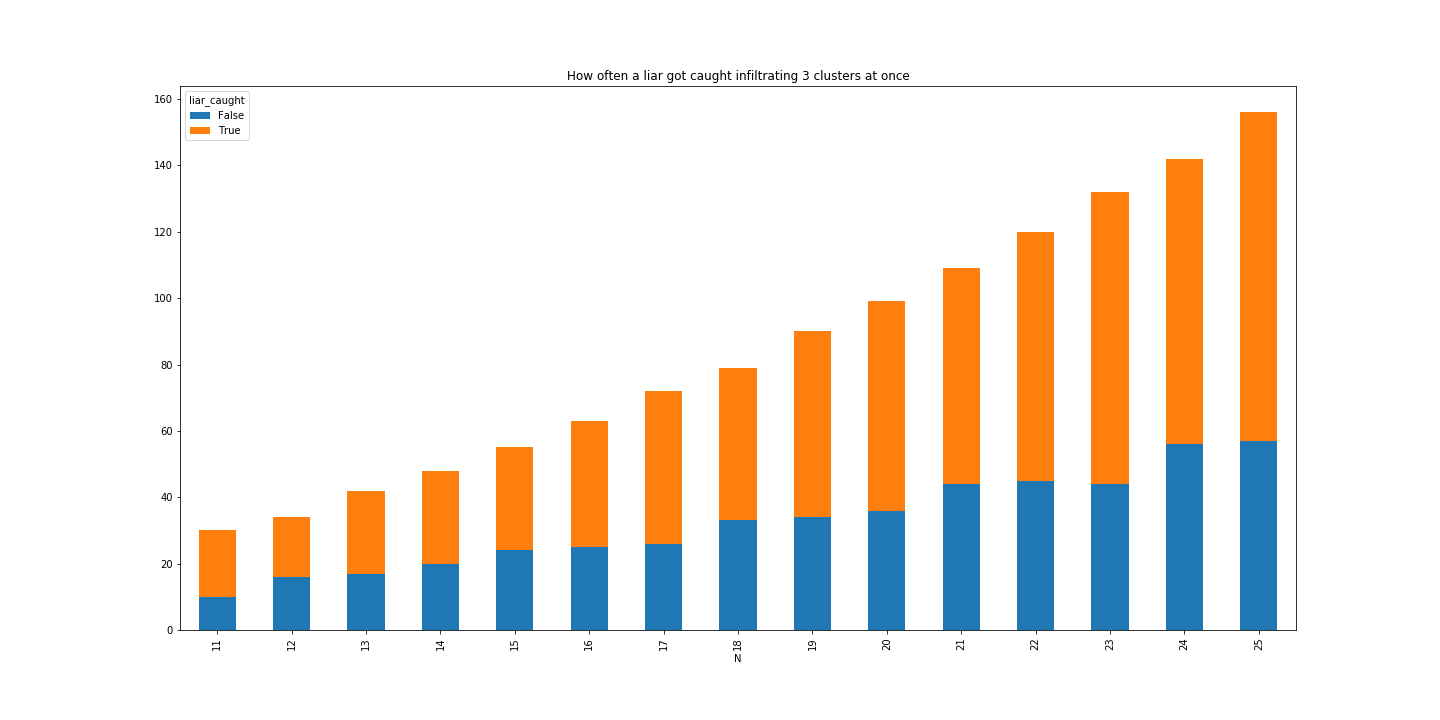 How often a liar got caught infiltrating 3 clusters at once
liar_caught
False
True
160
140
120
100
80
60
40
20
0
11 12 13 14 15 16 17 18 19 20 21 22 23 24 25
N